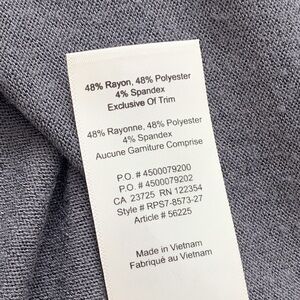 48% Rayon, 48% Polyester
4% Spandex
Exclusive Of Trim
48% Rayonne, 48% Polyester
4% Spandex
Aucune Garniture Comprise
P.O. # 4500079200
P.O. # 4500079202
CA 23725 RN 122354
Style # RPS7-8573-27
Article # 56225
Made in Vietnam
Fabriqué au Vietnam